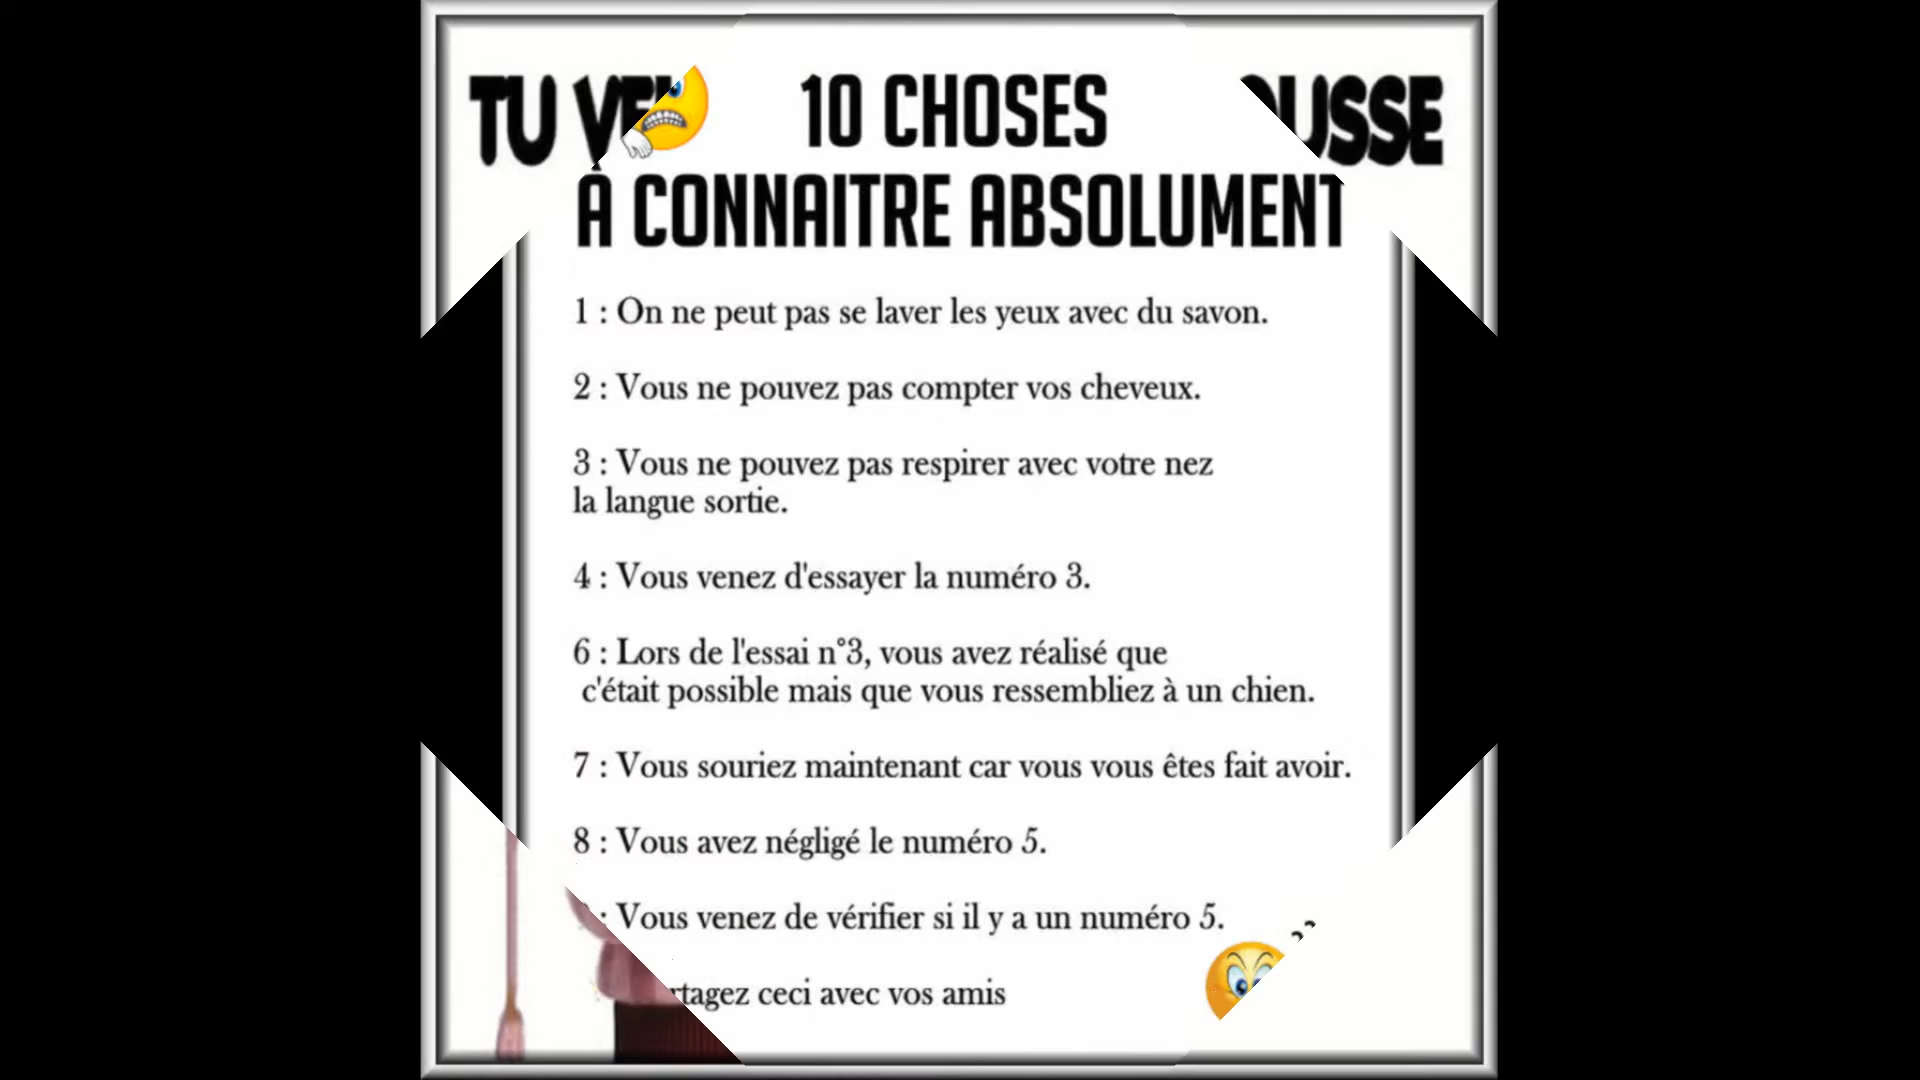 TU
10 CHOSES
À CONNAITRE ABSOLUMENT
1 : On ne peut pas se laver les yeux avec du savon.
2 : Vous ne pouvez pas compter vos cheveux.
3 : Vous ne pouvez pas respirer avec votre nez
la langue sortie.
4 : Vous venez d'essayer la numéro 3.
6 : Lors de l'essai n°3, vous avez réalisé que
c'était possible mais que vous ressembliez à un chien.
7 : Vous souriez maintenant car vous vous êtes fait avoir.
8 : Vous avez négligé le numéro 5.
: Vous venez de vérifier si il y a un numéro 5.
ceci avec vos amis